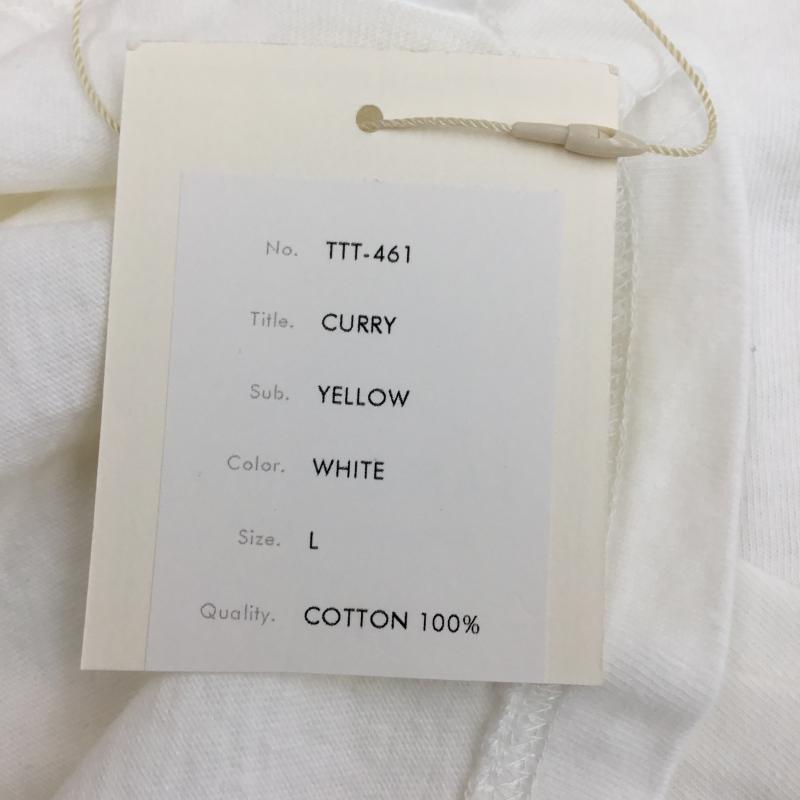 No. TTT-461
Title. CURRY
Sub. YELLOW
Color. WHITE
Size. L
Quality. COTTON 100%